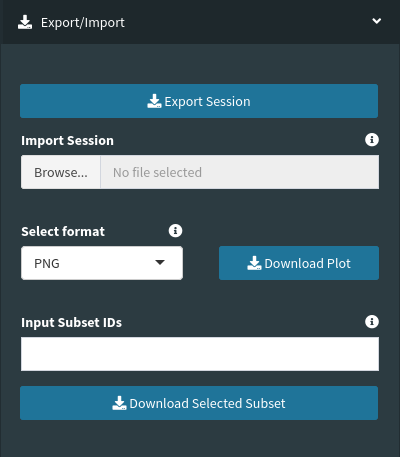 Export/Import
Export Session
Import Session
Browse... No file selected
Select format
PNG Download Plot
Input Subset IDs
Download Selected Subset